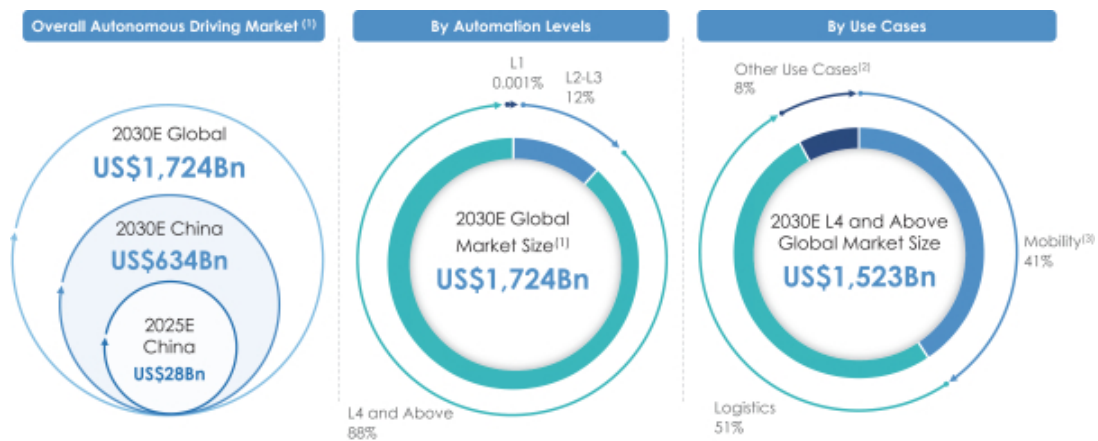 Overall Autonomous Driving Market (1)
2030E Global
US$1,724Bn
2030E China
US$634Bn
2025E
China
US$28Bn
By Automation Levels
L1
0.001%
L2-L3
12%
2030E Global
Market Size(1)
US$1,724Bn
L4 and Above
88%
By Use Cases
Other Use Cases(2)
8%
2030E L4 and Above
Global Market Size
US$1,523Bn
Mobility(3)
41%
Logistics
51%